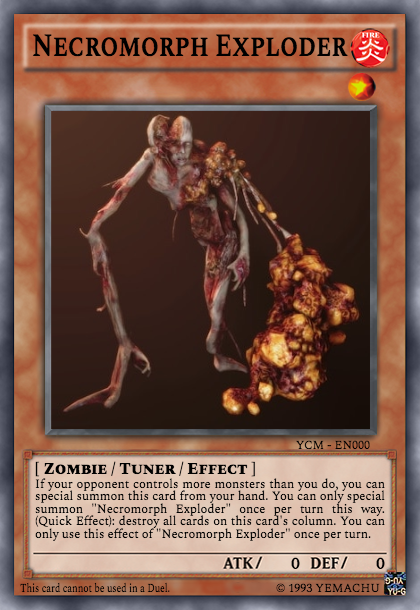 NECROMORPH EXPLODER
FIRE
炎
YCM - EN000
[ ZOMBIE / TUNER / EFFECT ]
If your opponent controls more monsters than you do, you can
special summon this card from your hand. You can only special
summon "Necromorph Exploder" once per turn this way.
(Quick Effect): destroy all cards on this card's column. You can
only use this effect of "Necromorph Exploder" once per turn.
ATK/ 0 DEF/ 0
This card cannot be used in a Duel.
© 1993 YEMACHU